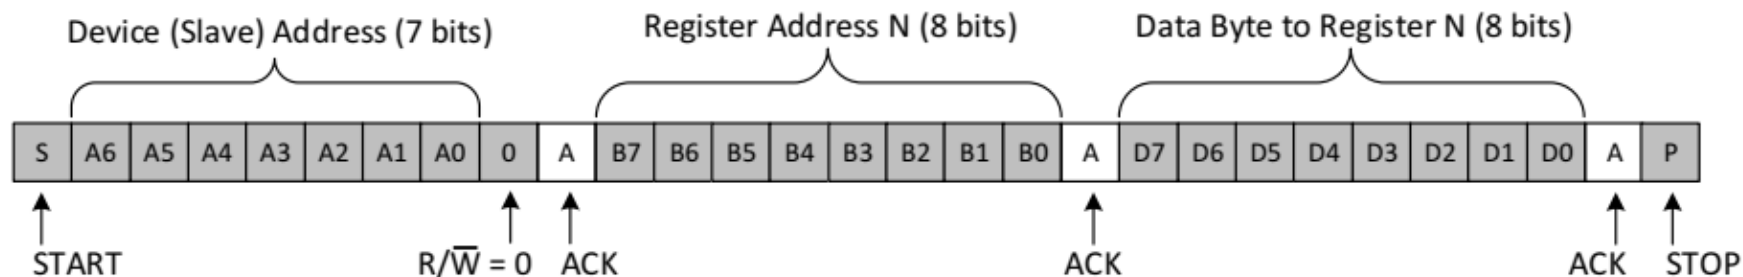 Device (Slave) Address (7 bits) Register Address N (8 bits) Data Byte to Register N (8 bits)
S A6 A5 A4 A3 A2 A1 A0 0 A B7 B6 B5 B4 B3 B2 B1 B0 A D7 D6 D5 D4 D3 D2 D1 D0 A P
START R/W̅ = 0 ACK ACK ACK STOP